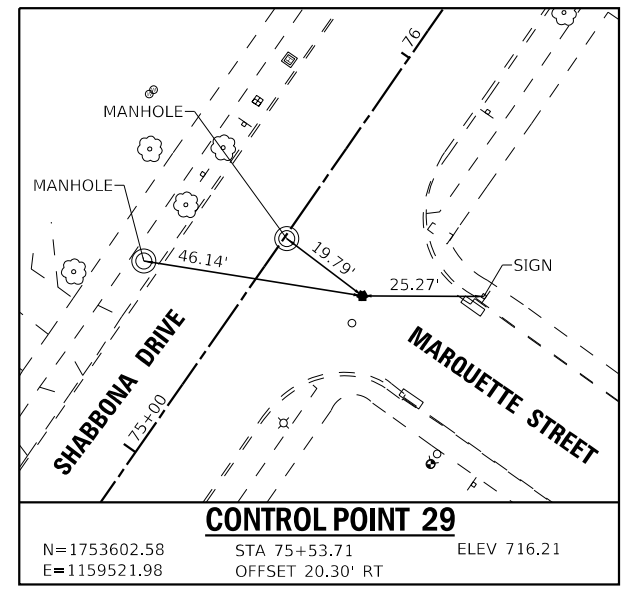 76
MANHOLE
MANHOLE
46.14'
19.79'
25.27'
SIGN
SHABBONA DRIVE
75+00
MARQUETTE STREET
CONTROL POINT 29
N=1753602.58 STA 75+53.71 ELEV 716.21
E=1159521.98 OFFSET 20.30' RT